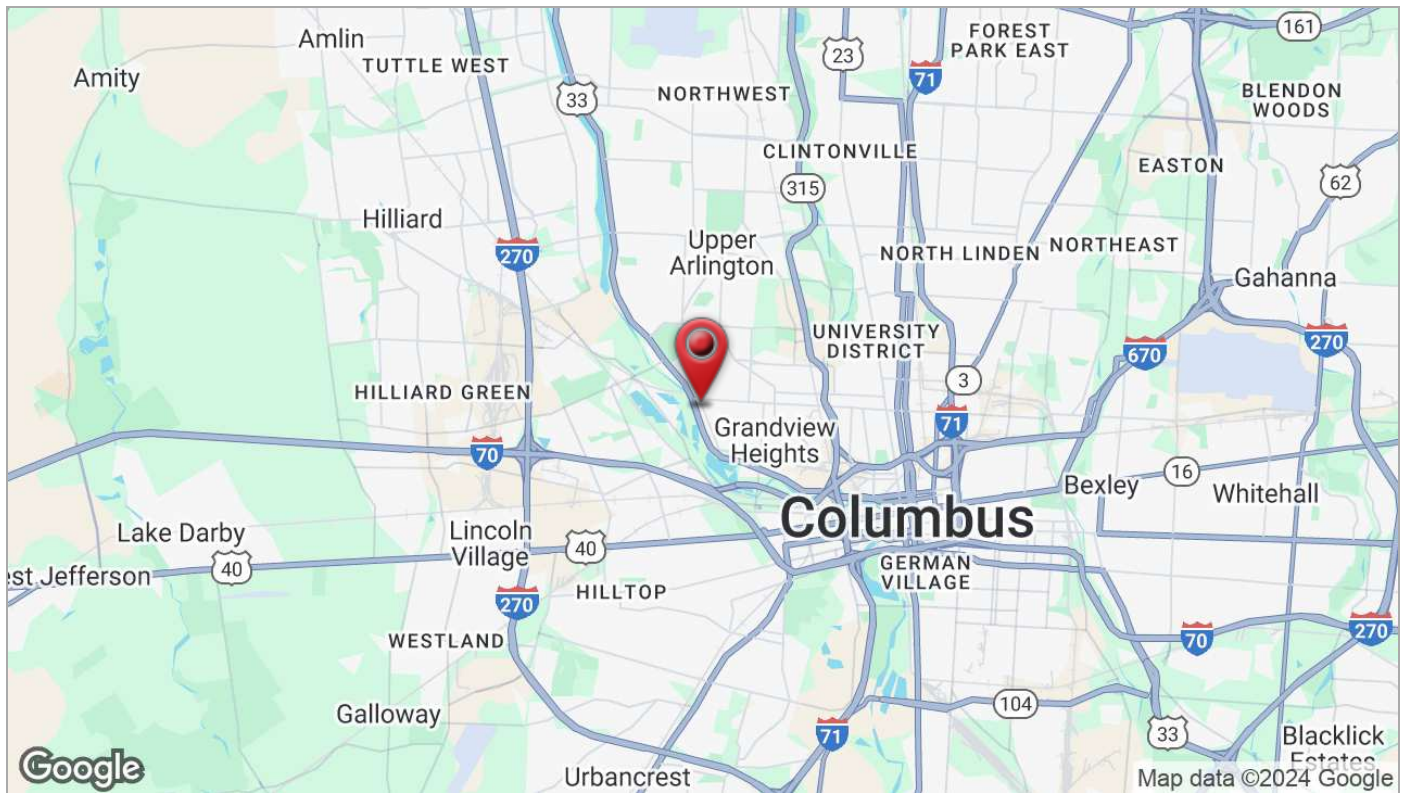 161
FOREST
PARK EAST
Amlin
23
TUTTLE WEST
Amity
71
33
NORTHWEST
BLENDON
WOODS
CLINTONVILLE
EASTON
315
62
Hilliard
Upper
Arlington
270
NORTH LINDEN
NORTHEAST
Gahanna
UNIVERSITY
DISTRICT
270
670
3
HILLIARD GREEN
71
Grandview
Heights
70
16
Bexley
Whitehall
Columbus
Lake Darby
Lincoln
Village
40
est Jefferson
40
GERMAN
VILLAGE
HILLTOP
270
270
70
WESTLAND
104
Galloway
71
33
Blacklick
Estates
Google
Urbancrest
Map data ©2024 Google